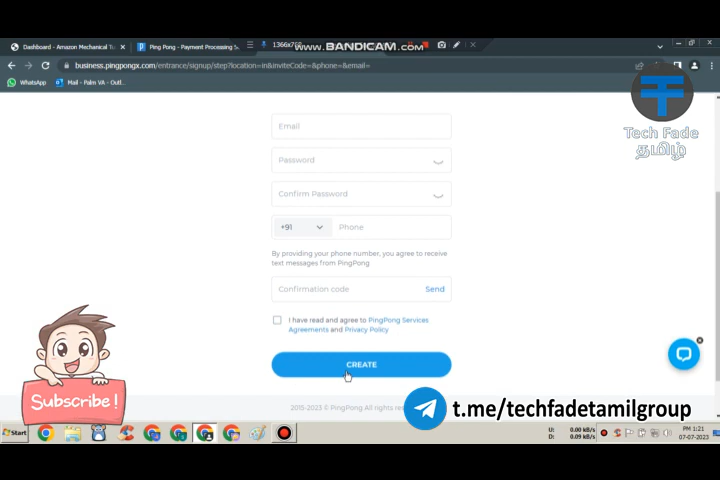 Dashboard - Amazon Mechanical Tu
Ping Pong - Payment Processing S
1366x768
WWW.BANDICAM.COM
business.pingpongx.com/entrance/signup/step?location=in&inviteCode=&phone=&email=
WhatsApp
Mail - Palm VA - Outl...
Tech Fade
தமிழ்
Email
Password
Confirm Password
+91
Phone
By providing your phone number, you agree to receive
text messages from PingPong
Confirmation code
Send
I have read and agree to PingPong Services
Agreements and Privacy Policy
CREATE
Subscribe!
2015-2023 © PingPong All rights
t.me/techfadetamilgroup
Start
U: 0.00 kB/s
D: 0.09 kB/s
PM 1:21
07-07-2023